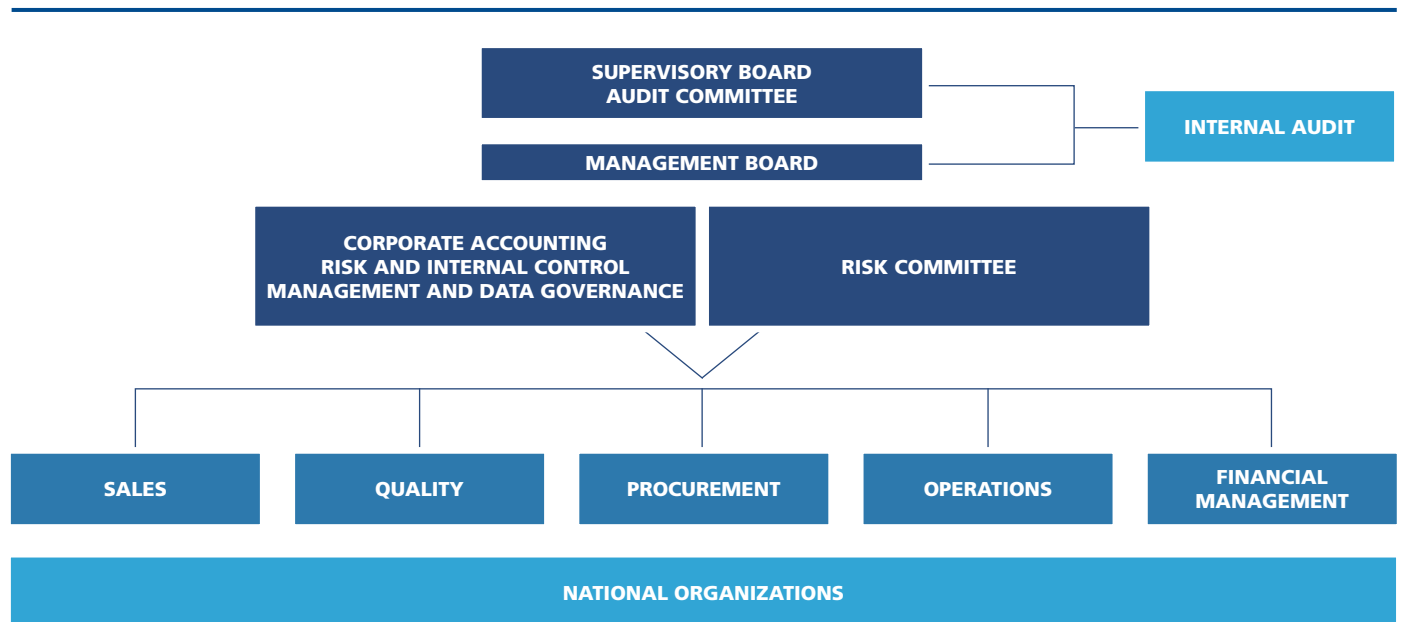 SUPERVISORY BOARD
AUDIT COMMITTEE
INTERNAL AUDIT
MANAGEMENT BOARD
CORPORATE ACCOUNTING
RISK AND INTERNAL CONTROL
MANAGEMENT AND DATA GOVERNANCE
RISK COMMITTEE
SALES
QUALITY
PROCUREMENT
OPERATIONS
FINANCIAL
MANAGEMENT
NATIONAL ORGANIZATIONS